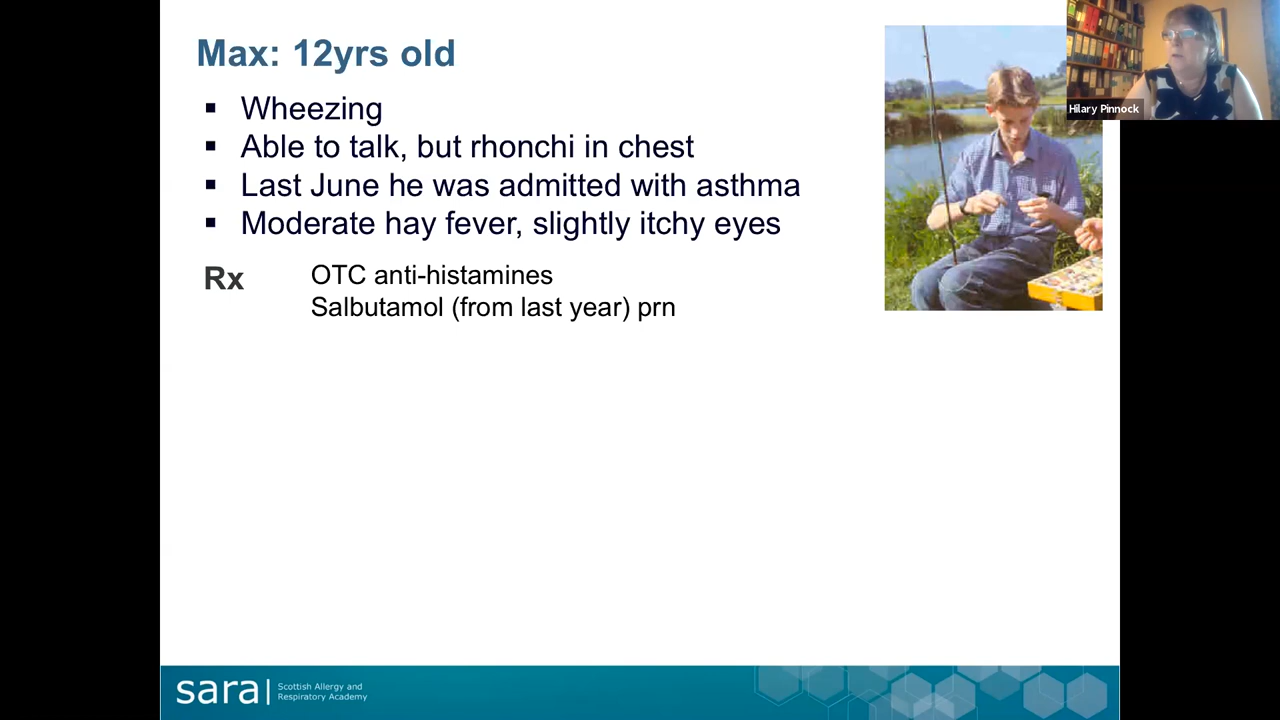 Max: 12yrs old
▪ Wheezing
▪ Able to talk, but rhonchi in chest
▪ Last June he was admitted with asthma
▪ Moderate hay fever, slightly itchy eyes
Rx
OTC anti-histamines
Salbutamol (from last year) prn
Hilary Pinnock
sara
Scottish Allergy and
Respiratory Academy